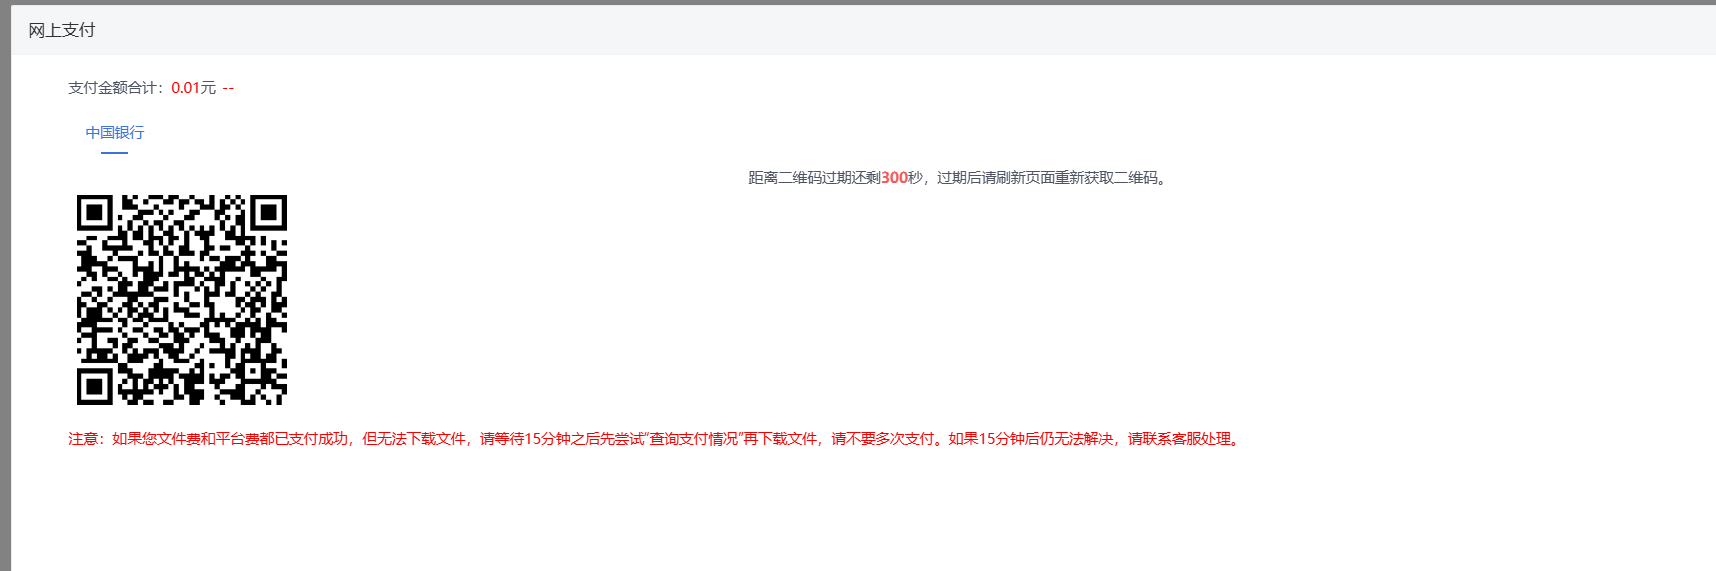 网上支付
支付金额合计：0.01元 --
中国银行
距离二维码过期还剩300秒，过期后请刷新页面重新获取二维码。
注意：如果您文件费和平台费都已支付成功，但无法下载文件，请等待15分钟之后先尝试"查询支付情况"再下载文件，请不要多次支付。如果15分钟后仍无法解决，请联系客服处理。